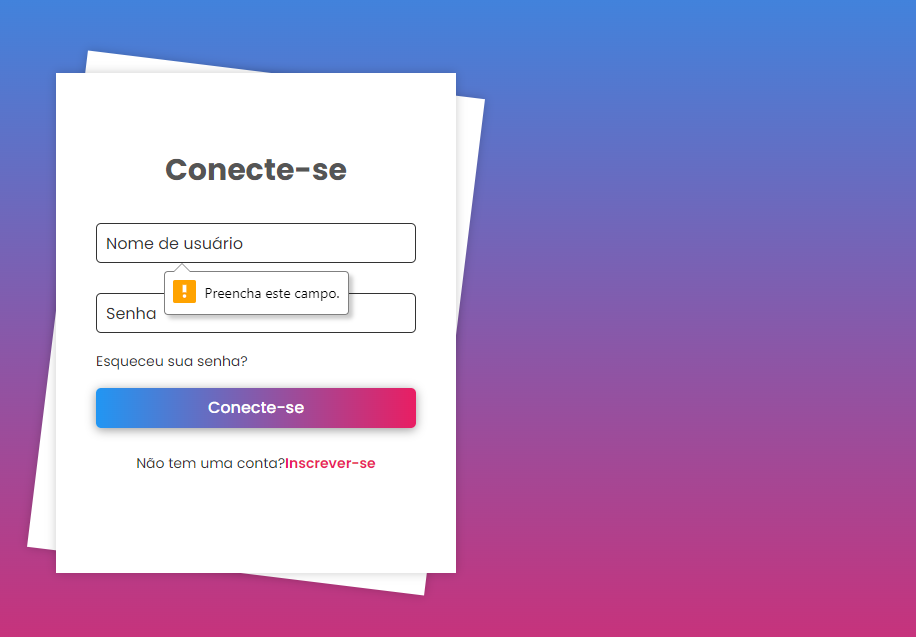 Conecte-se
Nome de usuário
Preencha este campo.
Senha
Esqueceu sua senha?
Conecte-se
Não tem uma conta?Inscrever-se